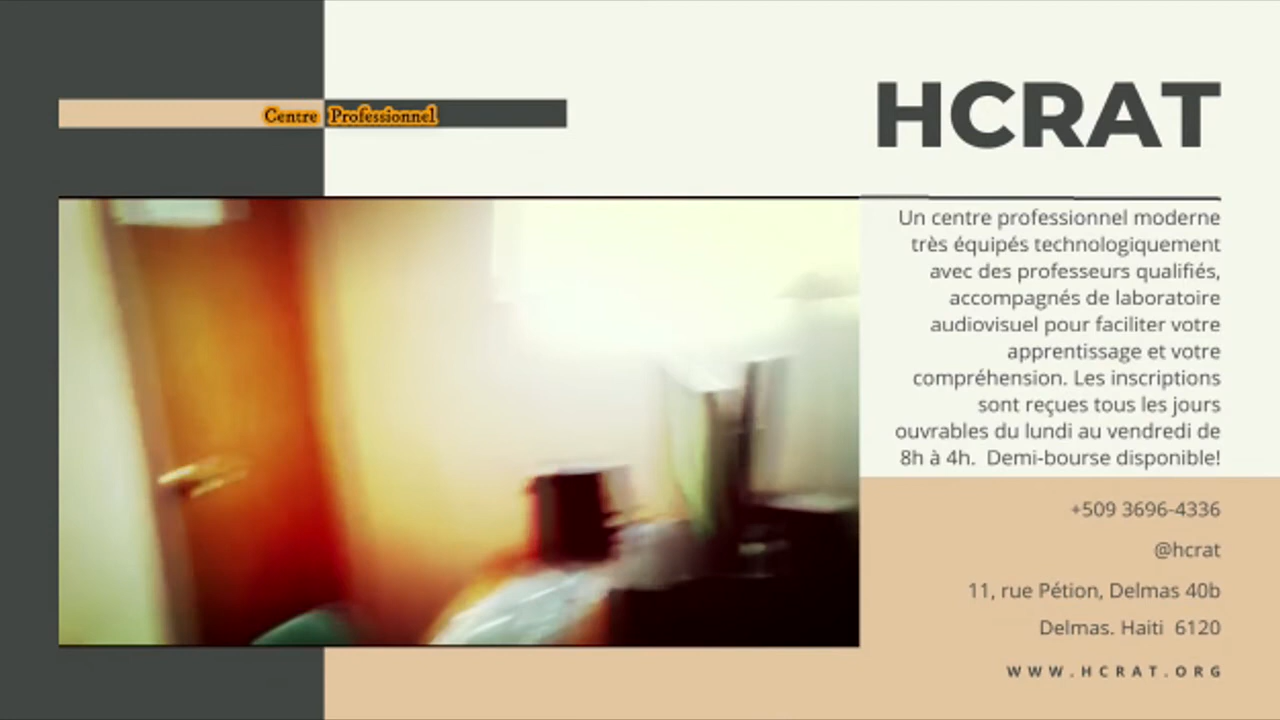 Centre Professionnel
HCRAT
Un centre professionnel moderne
très équipés technologiquement
avec des professeurs qualifiés,
accompagnés de laboratoire
audiovisuel pour faciliter votre
apprentissage et votre
compréhension. Les inscriptions
sont reçues tous les jours
ouvrables du lundi au vendredi de
8h à 4h.  Demi-bourse disponible!
+509 3696-4336
@hcrat
11, rue Pétion, Delmas 40b
Delmas. Haiti  6120
WWW.HCRAT.ORG